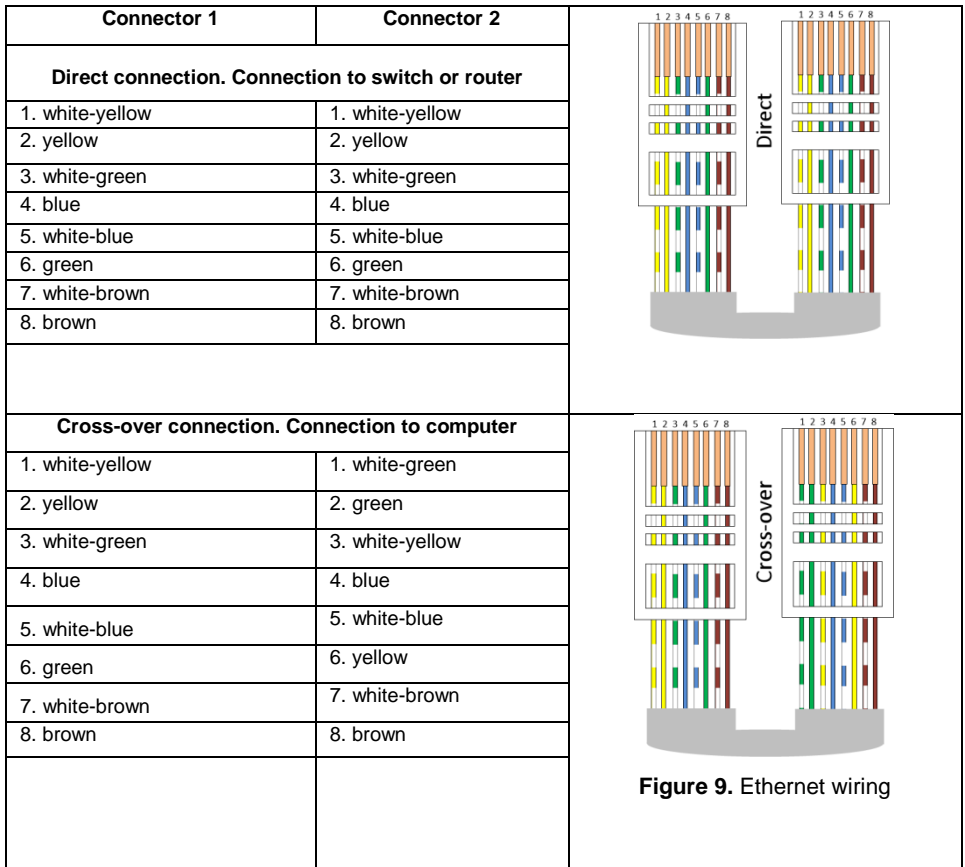 Connector 1 Connector 2
Direct connection. Connection to switch or router
1. white-yellow 1. white-yellow
2. yellow 2. yellow
3. white-green 3. white-green
4. blue 4. blue
5. white-blue 5. white-blue
6. green 6. green
7. white-brown 7. white-brown
8. brown 8. brown
1 2 3 4 5 6 7 8
1 2 3 4 5 6 7 8
Direct
Cross-over connection. Connection to computer
1. white-yellow 1. white-green
2. yellow 2. green
3. white-green 3. white-yellow
4. blue 4. blue
5. white-blue 5. white-blue
6. green 6. yellow
7. white-brown 7. white-brown
8. brown 8. brown
1 2 3 4 5 6 7 8
1 2 3 4 5 6 7 8
Cross-over
Figure 9. Ethernet wiring